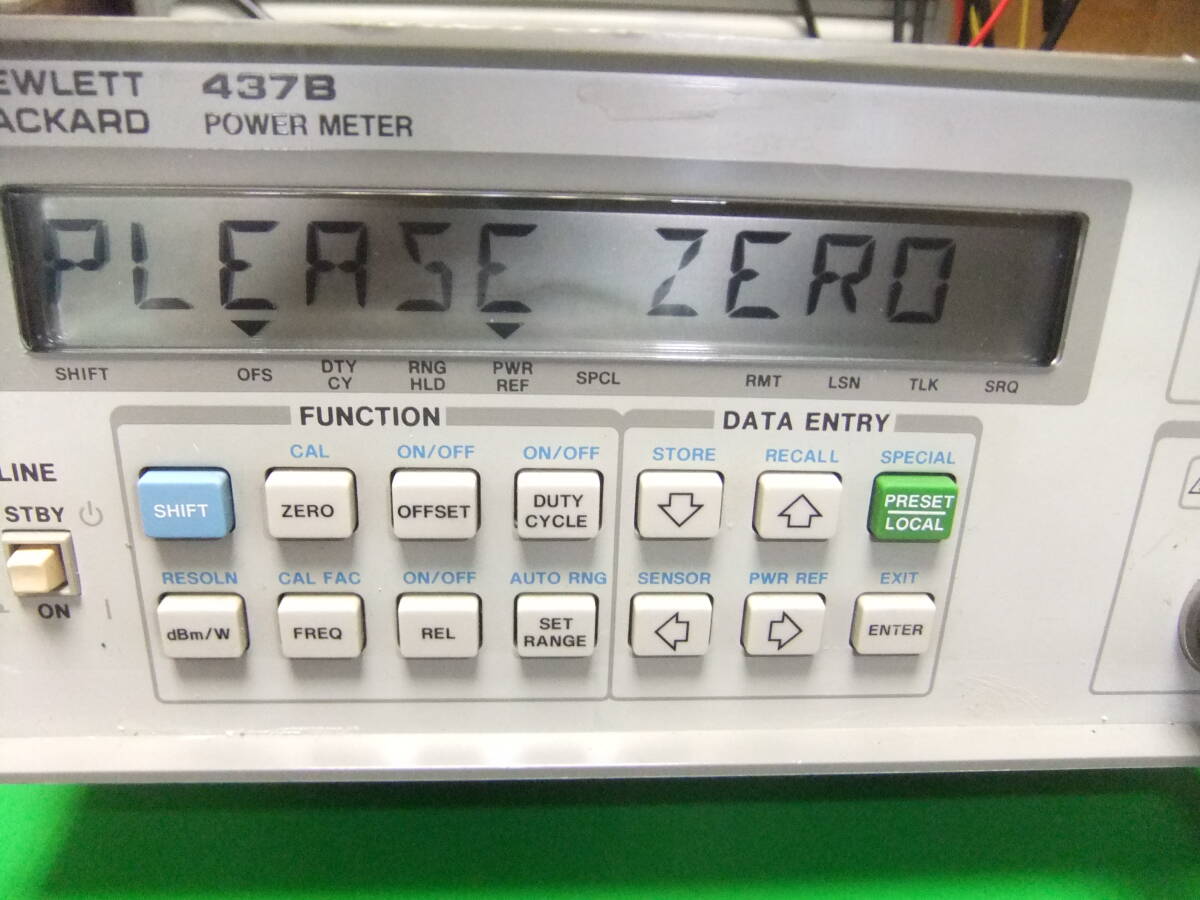 EWLETT 437B
ACKARD POWER METER
PLEASE ZERO
SHIFT OFS DTY CY RNG HLD PWR REF SPCL RMT LSN TLK SRQ
FUNCTION DATA ENTRY
LINE
STBY
ON
CAL ON/OFF ON/OFF STORE RECALL SPECIAL
SHIFT ZERO OFFSET DUTY CYCLE PRESET LOCAL
RESOLN CAL FAC ON/OFF AUTO RNG SENSOR PWR REF EXIT
dBm/W FREQ REL SET RANGE ENTER